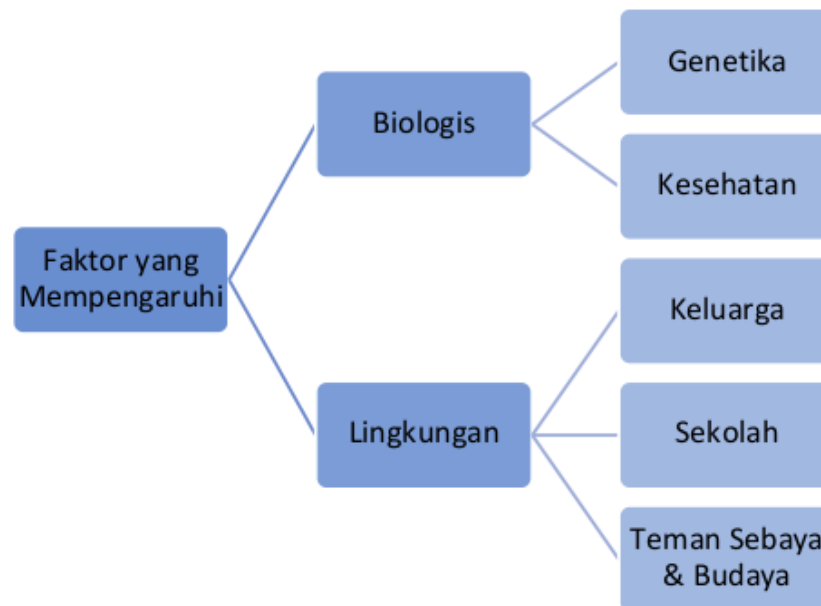 Faktor yang
Mempengaruhi
Biologis
Genetika
Kesehatan
Lingkungan
Keluarga
Sekolah
Teman Sebaya
& Budaya